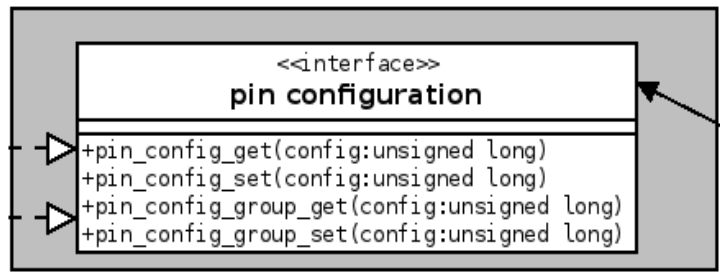 <<interface>>
pin configuration
+pin_config_get(config:unsigned long)
+pin_config_set(config:unsigned long)
+pin_config_group_get(config:unsigned long)
+pin_config_group_set(config:unsigned long)